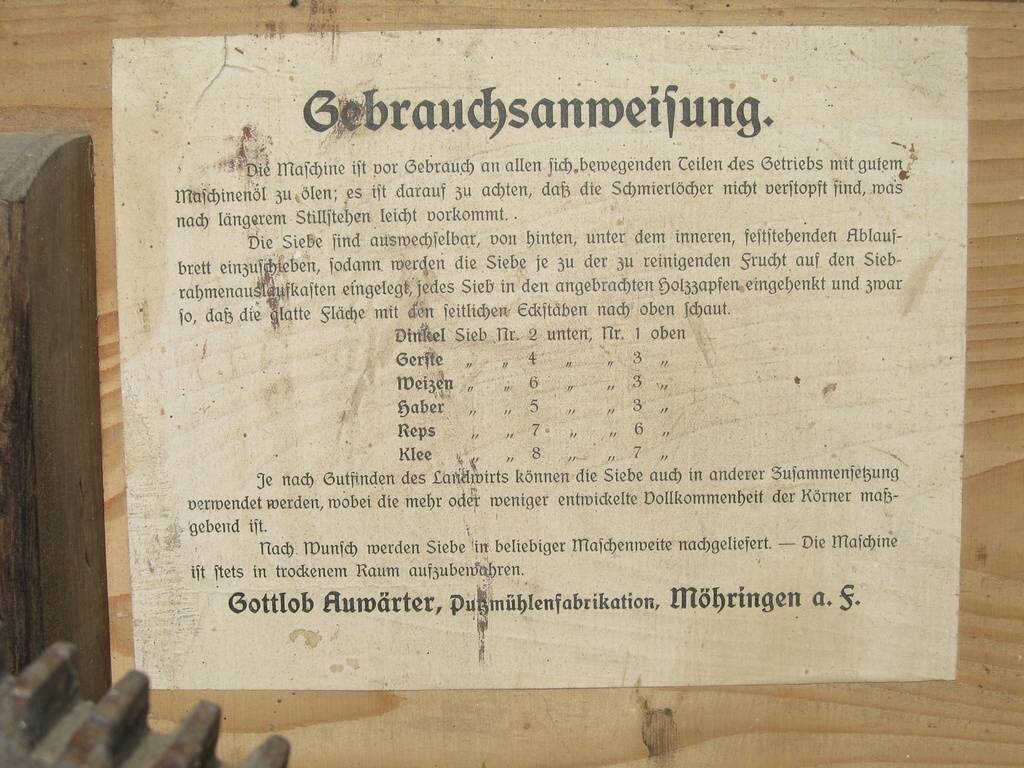 Gebrauchsanweiſung.
Die Maſchine iſt vor Gebrauch an allen ſich bewegenden Teilen des Getriebs mit gutem
Maſchinenöl zu ölen; es iſt darauf zu achten, daß die Schmierlöcher nicht verſtopft ſind, was
nach längerem Stillſtehen leicht vorkommt.
Die Siebe ſind auswechſelbar, von hinten, unter dem inneren, feſtſtehenden Ablauf-
brett einzuſchieben, ſodann werden die Siebe je zu der zu reinigenden Frucht auf den Sieb-
rahmenauslaufkaſten eingelegt, jedes Sieb in den angebrachten Holzzapfen eingehenkt und zwar
ſo, daß die glatte Fläche mit den ſeitlichen Eckſtäben nach oben ſchaut.
Dinkel Sieb Nr. 2 unten, Nr. 1 oben
Gerſte „ „ 4 „ „ 3 „
Weizen „ „ 6 „ „ 3 „
Haber „ „ 5 „ „ 3 „
Reps „ „ 7 „ „ 6 „
Klee „ „ 8 „ „ 7 „
Je nach Gutfinden des Landwirts können die Siebe auch in anderer Zuſammenſetzung
verwendet werden, wobei die mehr oder weniger entwickelte Vollkommenheit der Körner maß-
gebend iſt.
Nach Wunſch werden Siebe in beliebiger Maſchenweite nachgeliefert. — Die Maſchine
iſt ſtets in trockenem Raum aufzubewahren.
Gottlob Auwärter, Putzmühlenfabrikation, Möhringen a. F.